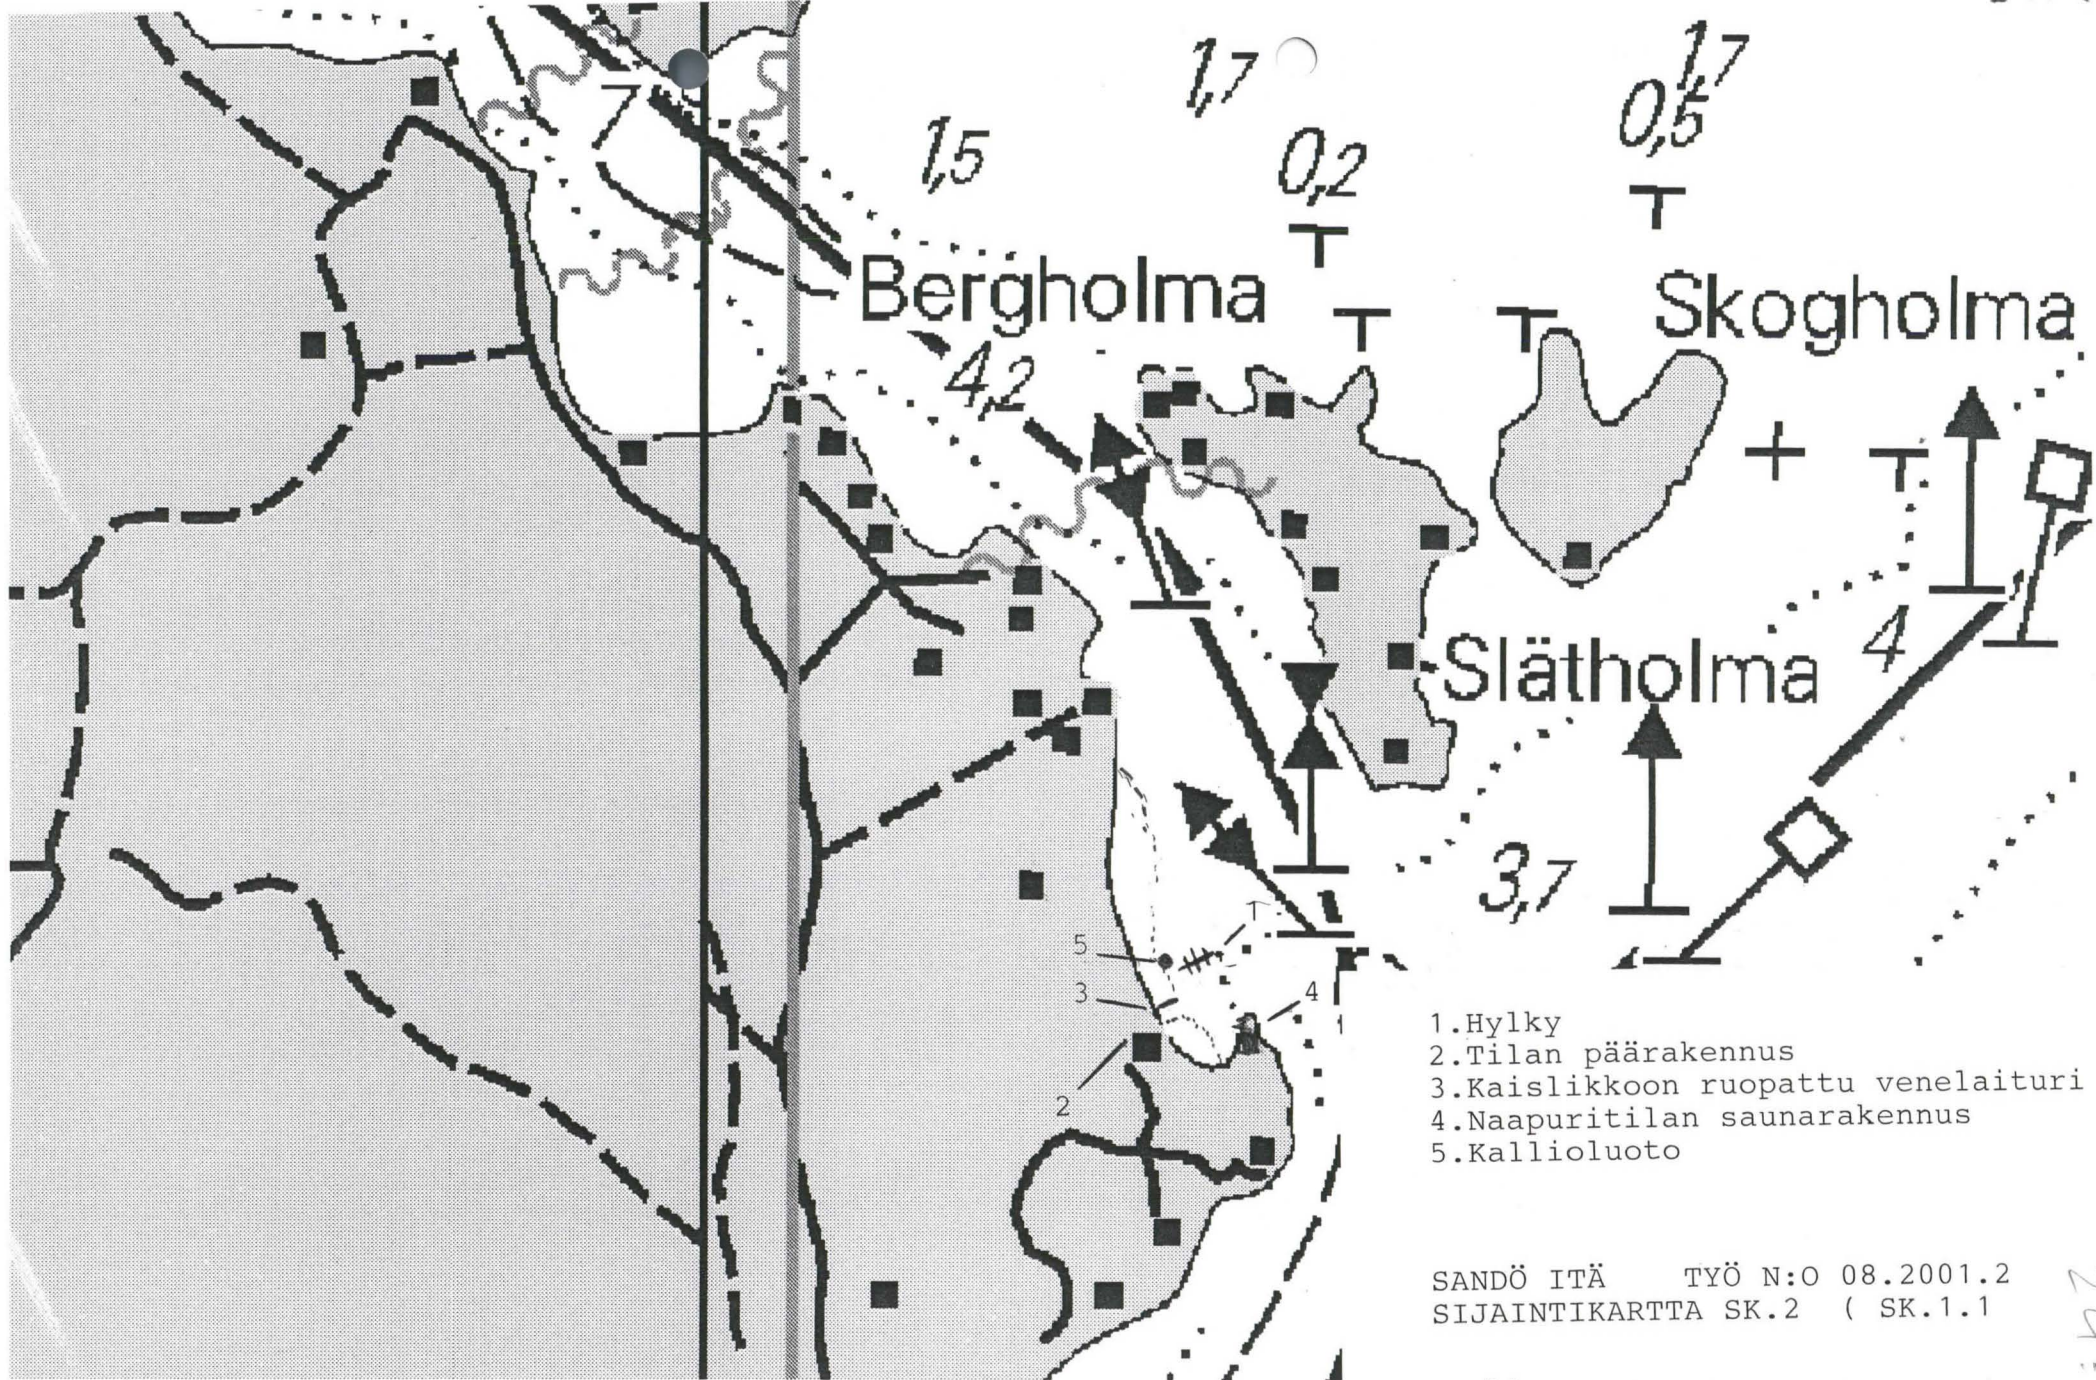 1,7
1,7
0,5
1,5
0,2
7
Bergholma
Skogholma
4,2
Slätholma
4
3,7
1
5
3
4
2
1.Hylky
2.Tilan päärakennus
3.Kaislikkoon ruopattu venelaituri
4.Naapuritilan saunarakennus
5.Kallioluoto
SANDÖ ITÄ TYÖ N:O 08.2001.2
SIJAINTIKARTTA SK.2 ( SK.1.1